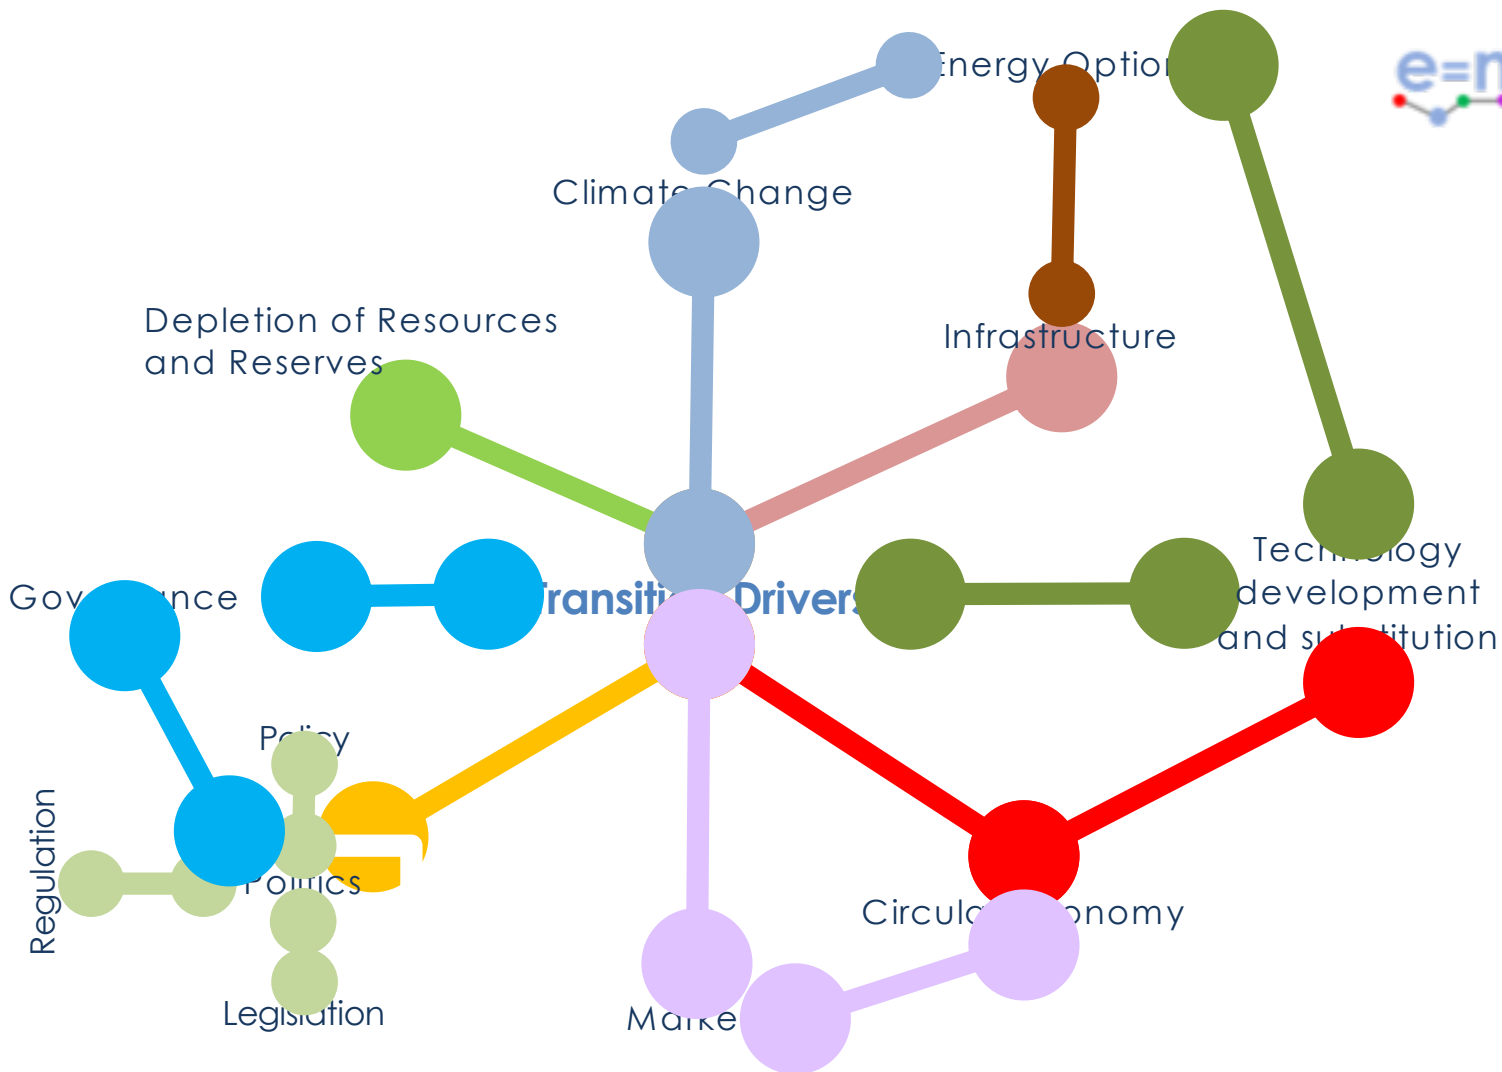 Energy Option
e=
Climate Change
Depletion of Resources
and Reserves
Infrastructure
Technology
development
and substitution
Governance
Transition Drivers
Policy
Regulation
Politics
Circular Economy
Legislation
Marke